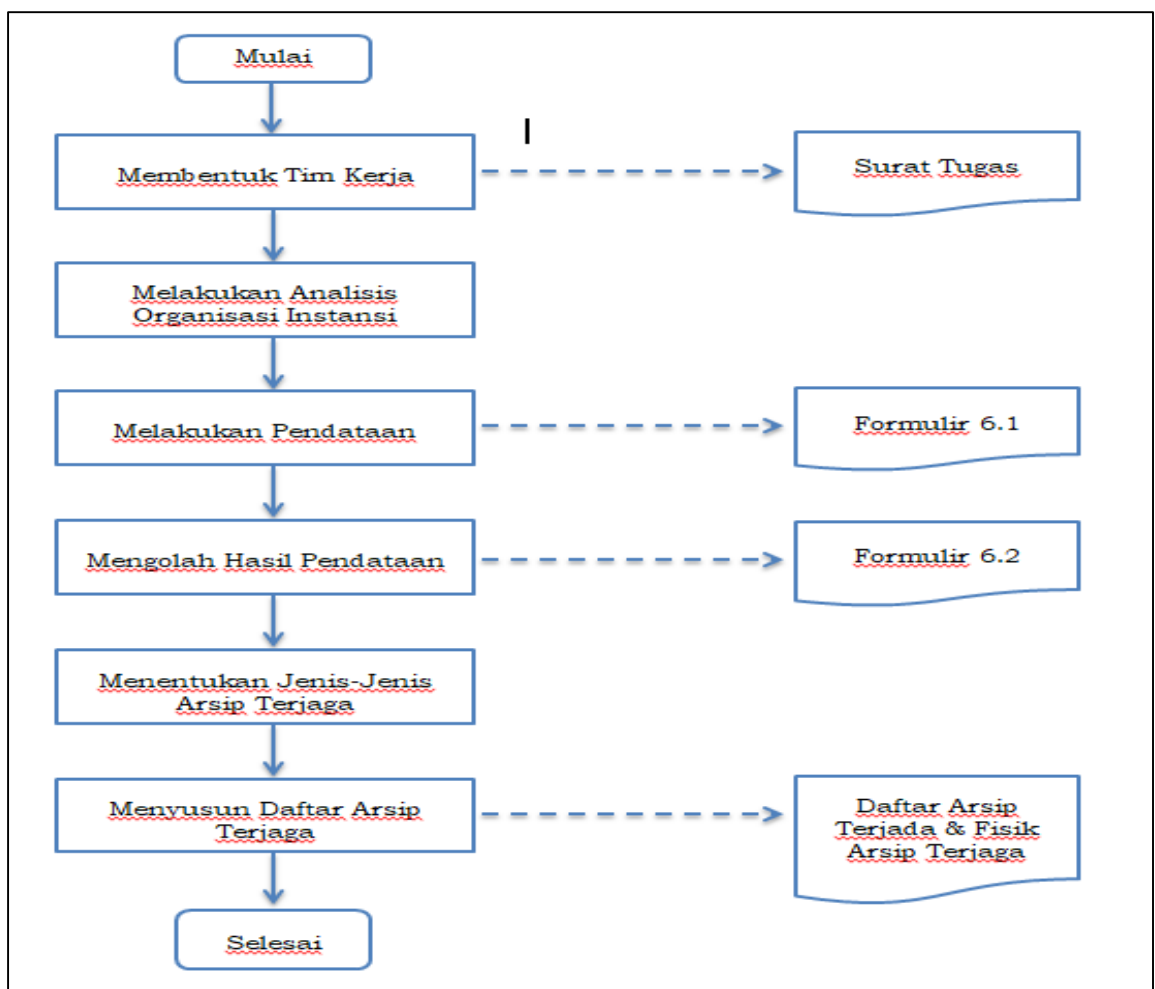 Mulai
Membentuk Tim Kerja
Surat Tugas
Melakukan Analisis
Organisasi Instansi
Melakukan Pendataan
Formulir 6.1
Mengolah Hasil Pendataan
Formulir 6.2
Menentukan Jenis-Jenis
Arsip Terjaga
Menyusun Daftar Arsip
Terjaga
Daftar Arsip
Terjada & Fisik
Arsip Terjaga
Selesai